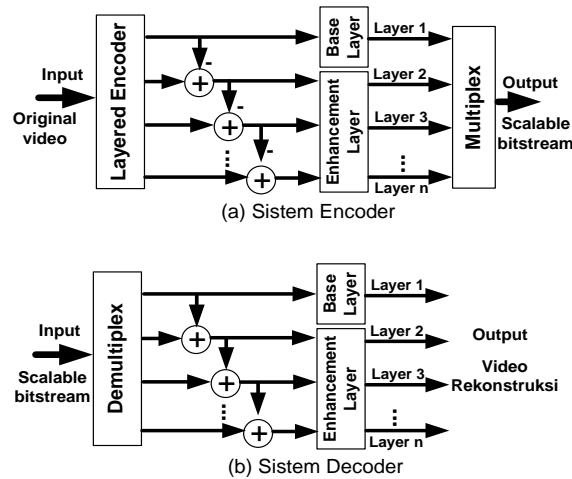 Input
Original
video
Layered Encoder
-
+
-
+
-
+
Base
Layer
Enhancement
Layer
Layer 1
Layer 2
Layer 3
Layer n
Multiplex
Output
Scalable
bitstream
(a) Sistem Encoder
Input
Scalable
bitstream
Demultiplex
+
+
+
Base
Layer
Enhancement
Layer
Layer 1
Layer 2
Layer 3
Layer n
Output
Video
Rekonstruksi
(b) Sistem Decoder